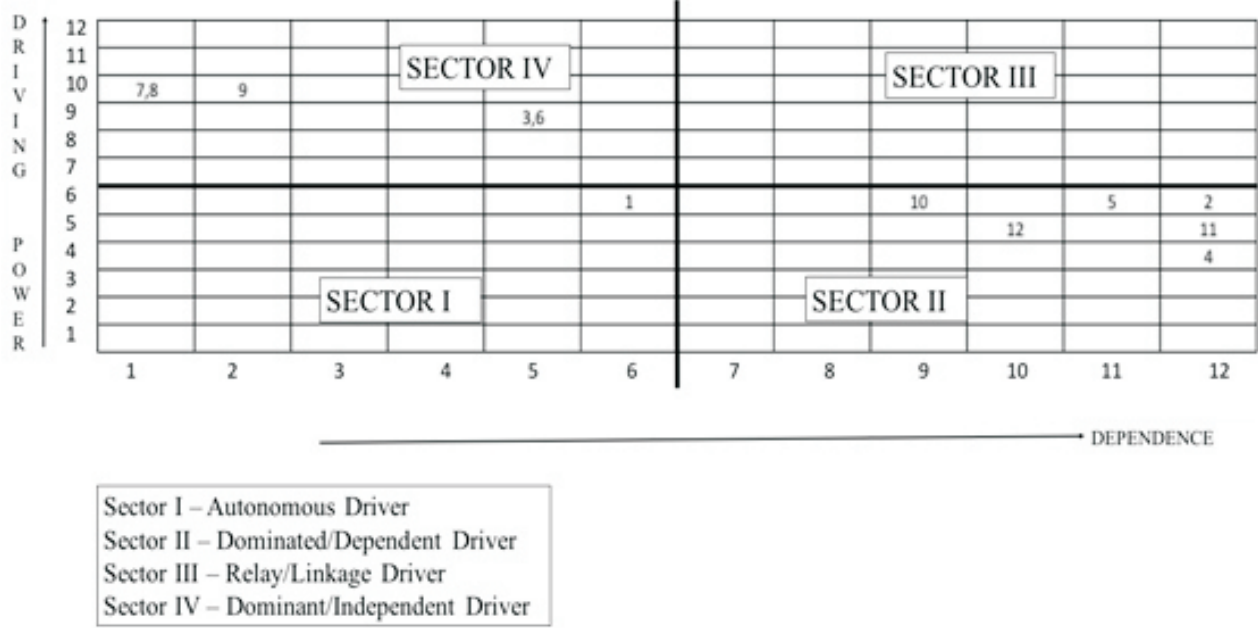 DRIVING POWER
12
11 SECTOR IV SECTOR III
10 7,8 9
9 3,6
8
7
6 1 10 5 2
5 12 11
4 4
3
2 SECTOR I SECTOR II
1
1 2 3 4 5 6 7 8 9 10 11 12
DEPENDENCE
Sector I – Autonomous Driver
Sector II – Dominated/Dependent Driver
Sector III – Relay/Linkage Driver
Sector IV – Dominant/Independent Driver